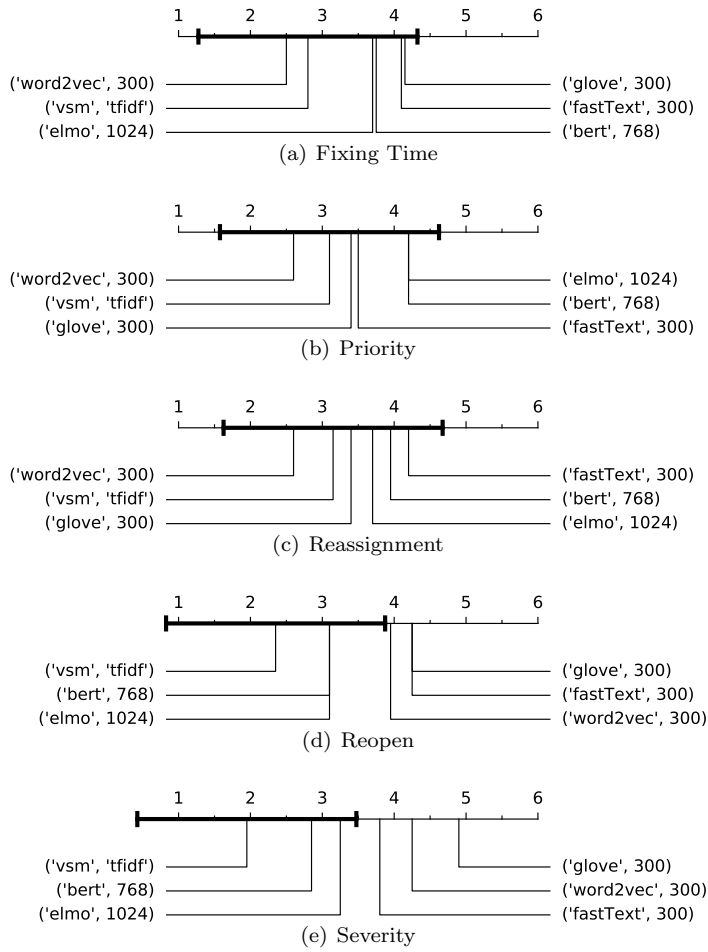 1 2 3 4 5 6
('word2vec', 300) ('glove', 300)
('vsm', 'tfidf') ('fastText', 300)
('elmo', 1024) ('bert', 768)
(a) Fixing Time
1 2 3 4 5 6
('word2vec', 300) ('elmo', 1024)
('vsm', 'tfidf') ('bert', 768)
('glove', 300) ('fastText', 300)
(b) Priority
1 2 3 4 5 6
('word2vec', 300) ('fastText', 300)
('vsm', 'tfidf') ('bert', 768)
('glove', 300) ('elmo', 1024)
(c) Reassignment
1 2 3 4 5 6
('vsm', 'tfidf') ('glove', 300)
('bert', 768) ('fastText', 300)
('elmo', 1024) ('word2vec', 300)
(d) Reopen
1 2 3 4 5 6
('vsm', 'tfidf') ('glove', 300)
('bert', 768) ('word2vec', 300)
('elmo', 1024) ('fastText', 300)
(e) Severity